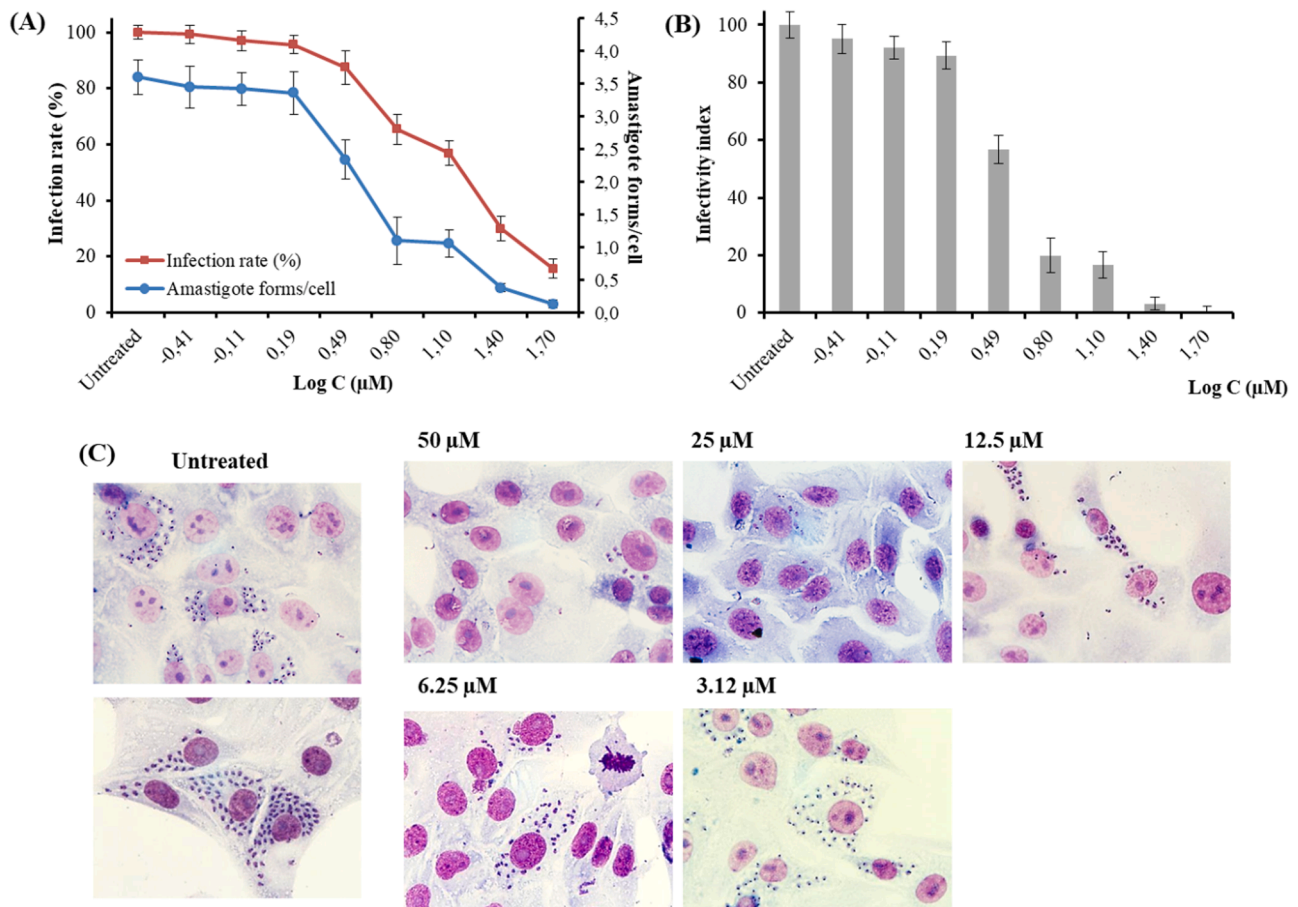 (A)
100
80
60
40
20
0
Infection rate (%)
4,5
4,0
3,5
3,0
2,5
2,0
1,5
1,0
0,5
0,0
Amastigote forms/cell
Infection rate (%)
Amastigote forms/cell
Untreated
-0,41
-0,11
0,19
0,49
0,80
1,10
1,40
1,70
Log C (µM)
(B)
100
80
60
40
20
0
Infectivity index
Untreated
-0,41
-0,11
0,19
0,49
0,80
1,10
1,40
1,70
Log C (µM)
(C)
Untreated
50 µM
25 µM
12.5 µM
6.25 µM
3.12 µM